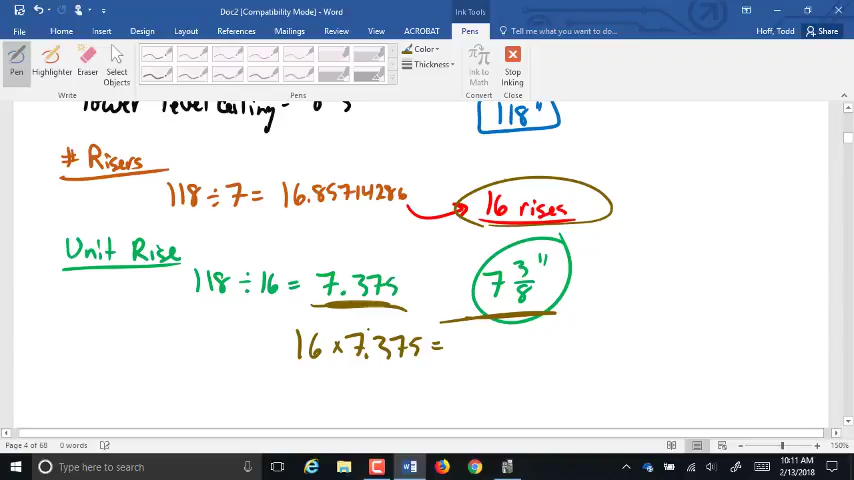 Doc2 [Compatibility Mode] - Word
Ink Tools
Hoff, Todd
File Home Insert Design Layout References Mailings Review View ACROBAT Pens Tell me what you want to do... Share
Pen Highlighter Eraser Select Objects
Color
Thickness
Ink to Math
Stop Inking
Write Pens Convert Close
lower level ceiling -
118"
# Risers
118 ÷ 7 = 16.85714286 16 rises
Unit Rise
118 ÷ 16 = 7.375 7 3/8"
16 x 7.375 =
Page 4 of 68 0 words 150%
Type here to search 10:11 AM
2/13/2018